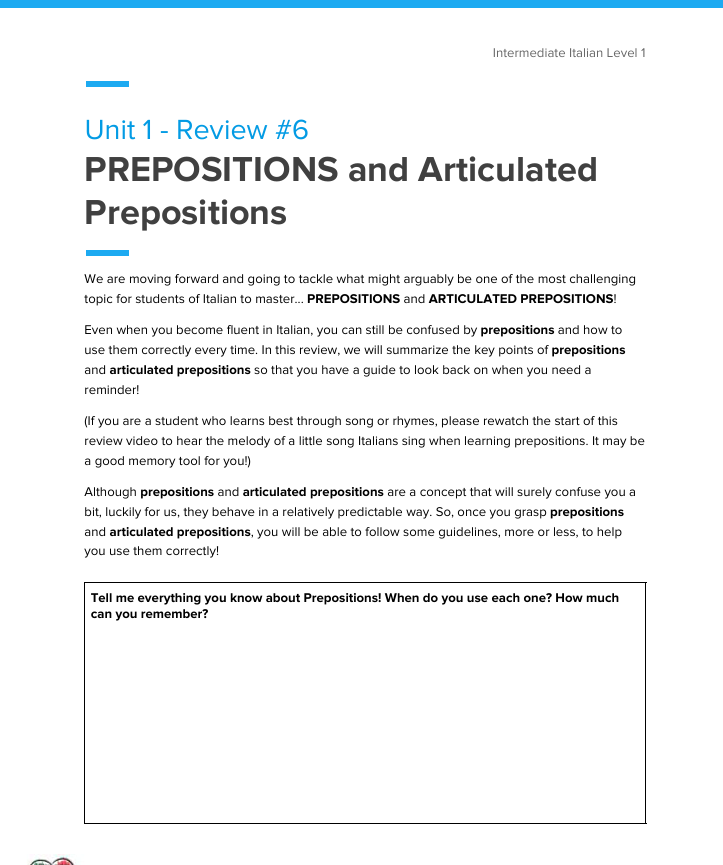 Intermediate Italian Level 1
Unit 1 - Review #6
PREPOSITIONS and Articulated
Prepositions
We are moving forward and going to tackle what might arguably be one of the most challenging
topic for students of Italian to master... PREPOSITIONS and ARTICULATED PREPOSITIONS!
Even when you become fluent in Italian, you can still be confused by prepositions and how to
use them correctly every time. In this review, we will summarize the key points of prepositions
and articulated prepositions so that you have a guide to look back on when you need a
reminder!
(If you are a student who learns best through song or rhymes, please rewatch the start of this
review video to hear the melody of a little song Italians sing when learning prepositions. It may be
a good memory tool for you!)
Although prepositions and articulated prepositions are a concept that will surely confuse you a
bit, luckily for us, they behave in a relatively predictable way. So, once you grasp prepositions
and articulated prepositions, you will be able to follow some guidelines, more or less, to help
you use them correctly!
Tell me everything you know about Prepositions! When do you use each one? How much
can you remember?